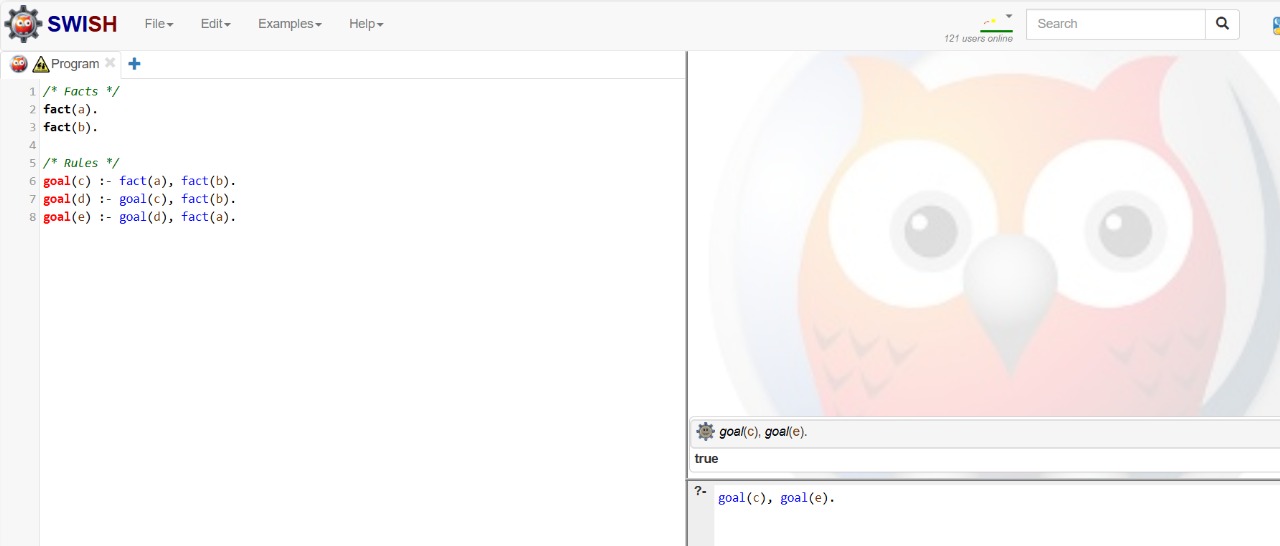 SWISH File Edit Examples Help 121 users online Search
Program
1 /* Facts */
2 fact(a).
3 fact(b).
4
5 /* Rules */
6 goal(c) :- fact(a), fact(b).
7 goal(d) :- goal(c), fact(b).
8 goal(e) :- goal(d), fact(a).
goal(c), goal(e).
true
?- goal(c), goal(e).